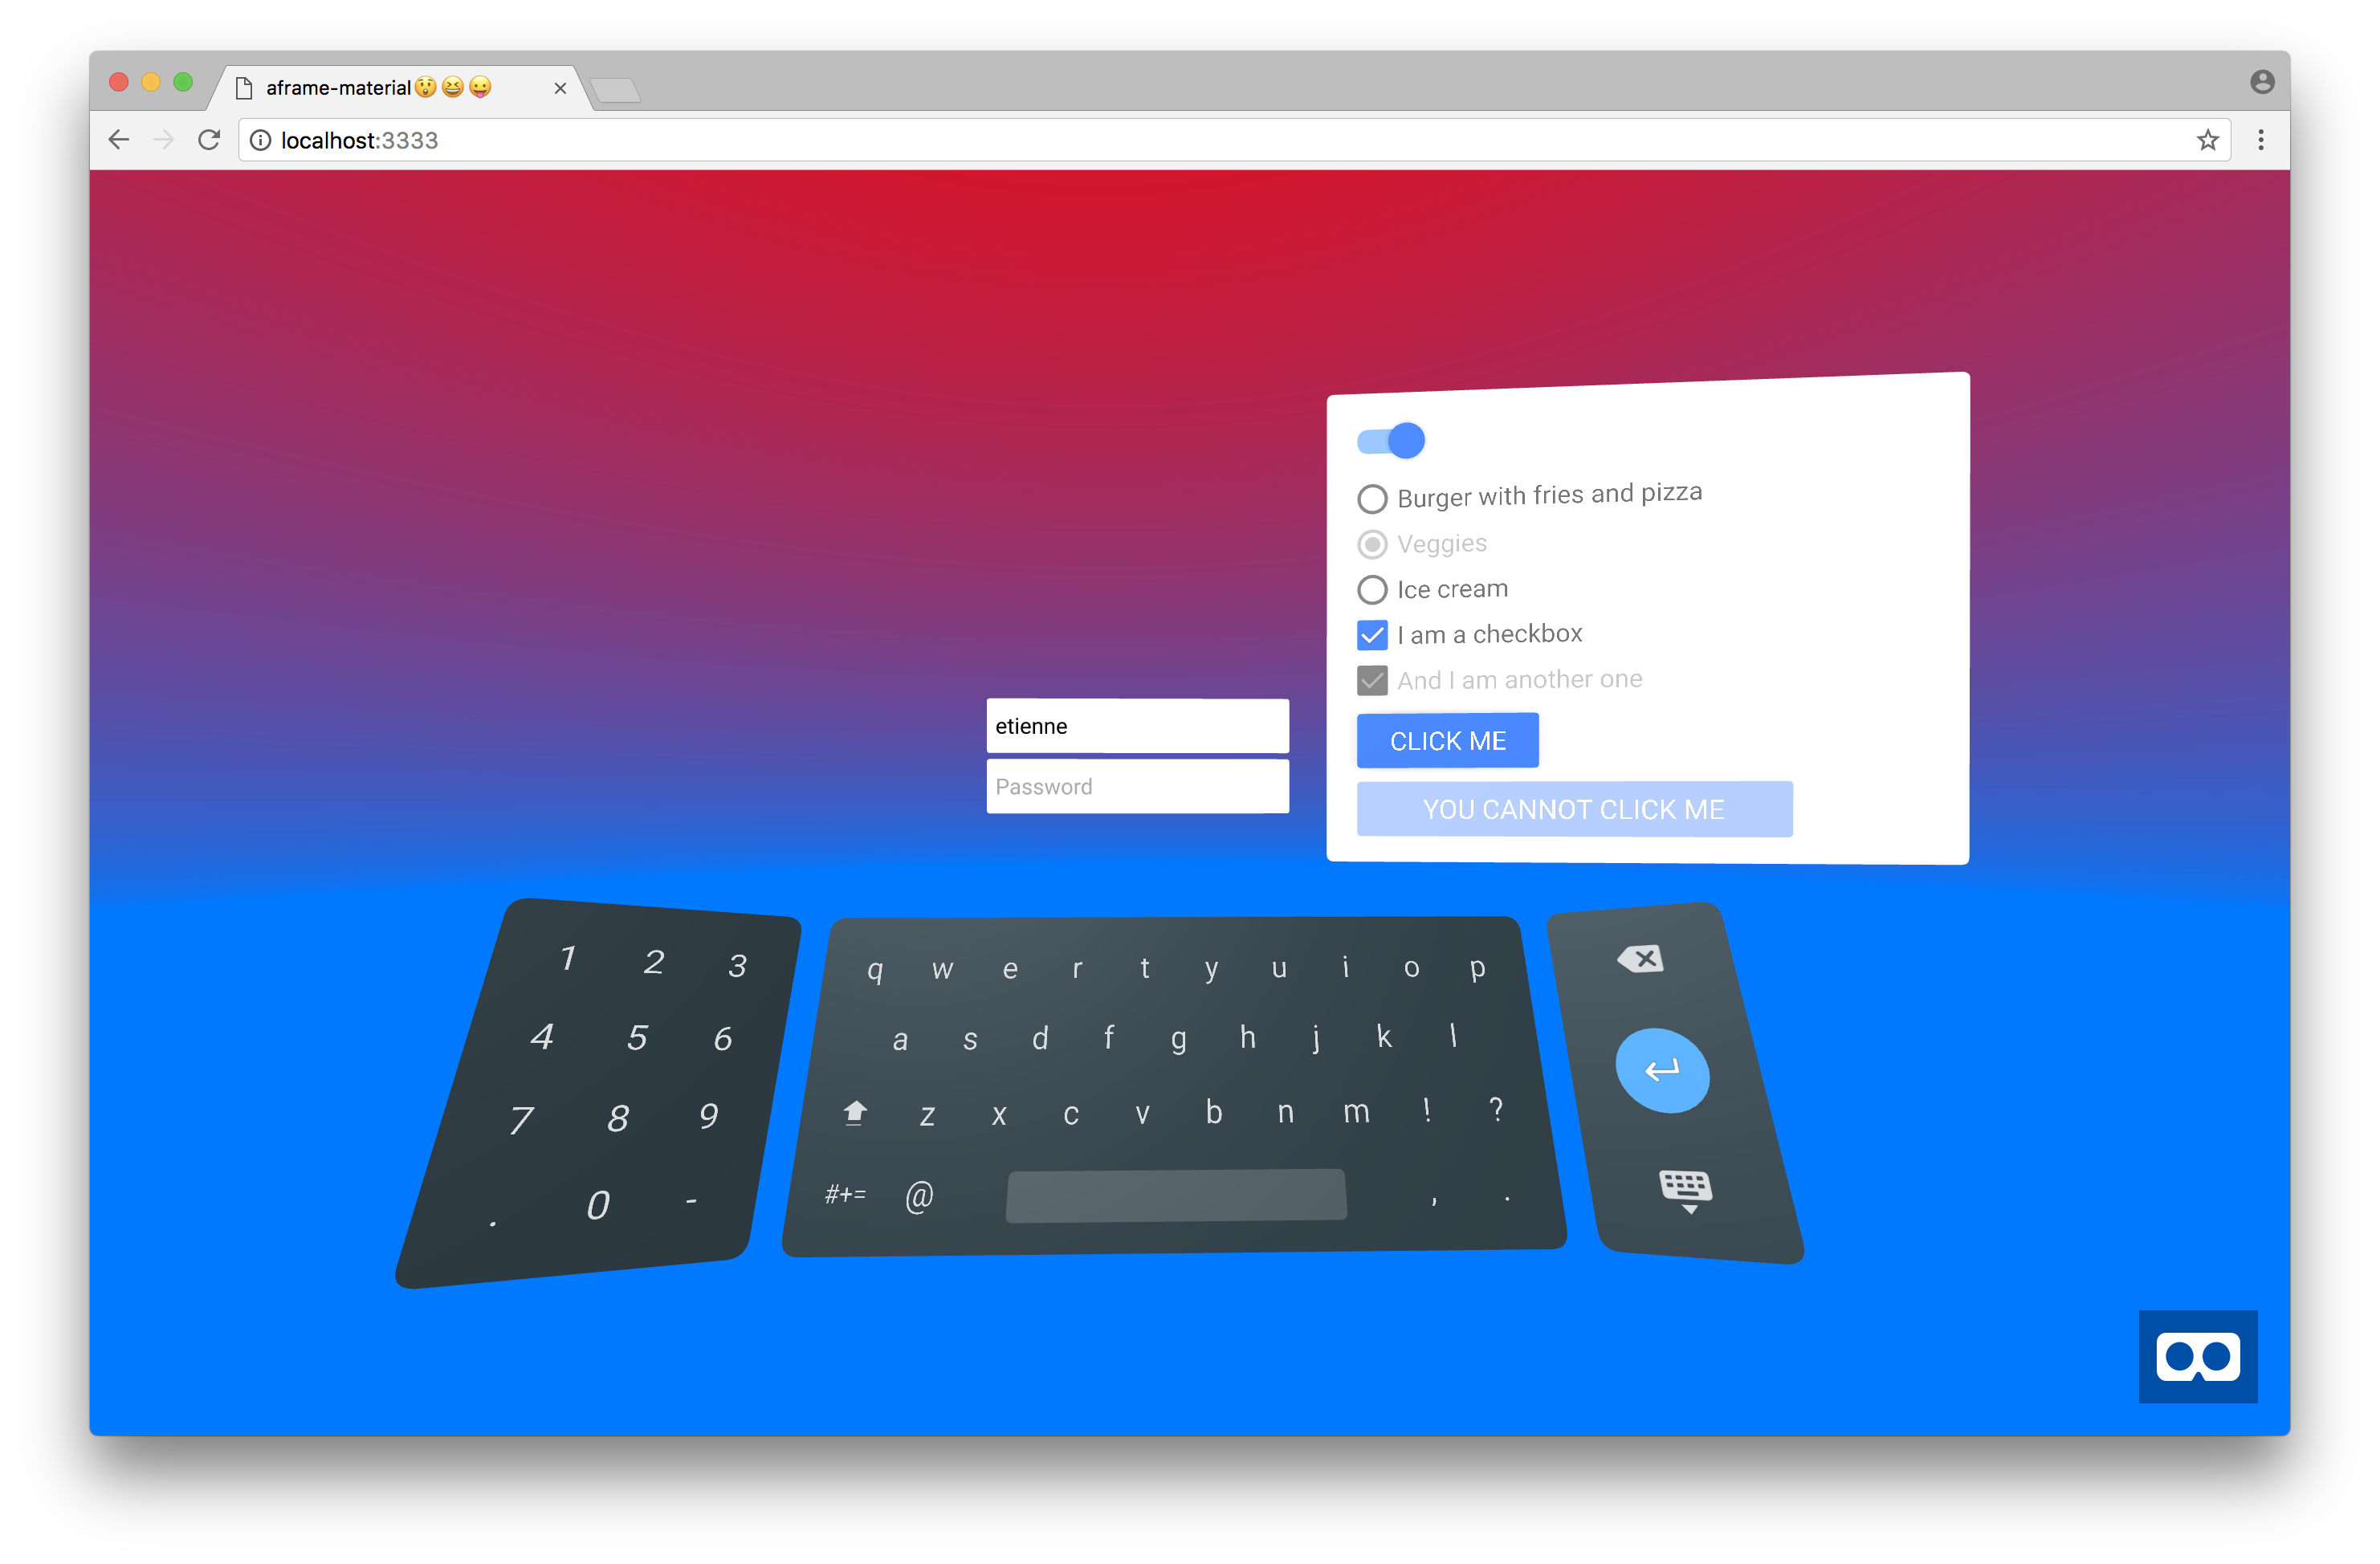 aframe-material😲😆😛
localhost:3333
Burger with fries and pizza
Veggies
Ice cream
I am a checkbox
And I am another one
CLICK ME
YOU CANNOT CLICK ME
etienne
Password
1 2 3
4 5 6
7 8 9
. 0 -
q w e r t y u i o p
a s d f g h j k l
z x c v b n m ! ?
#+= @ , .